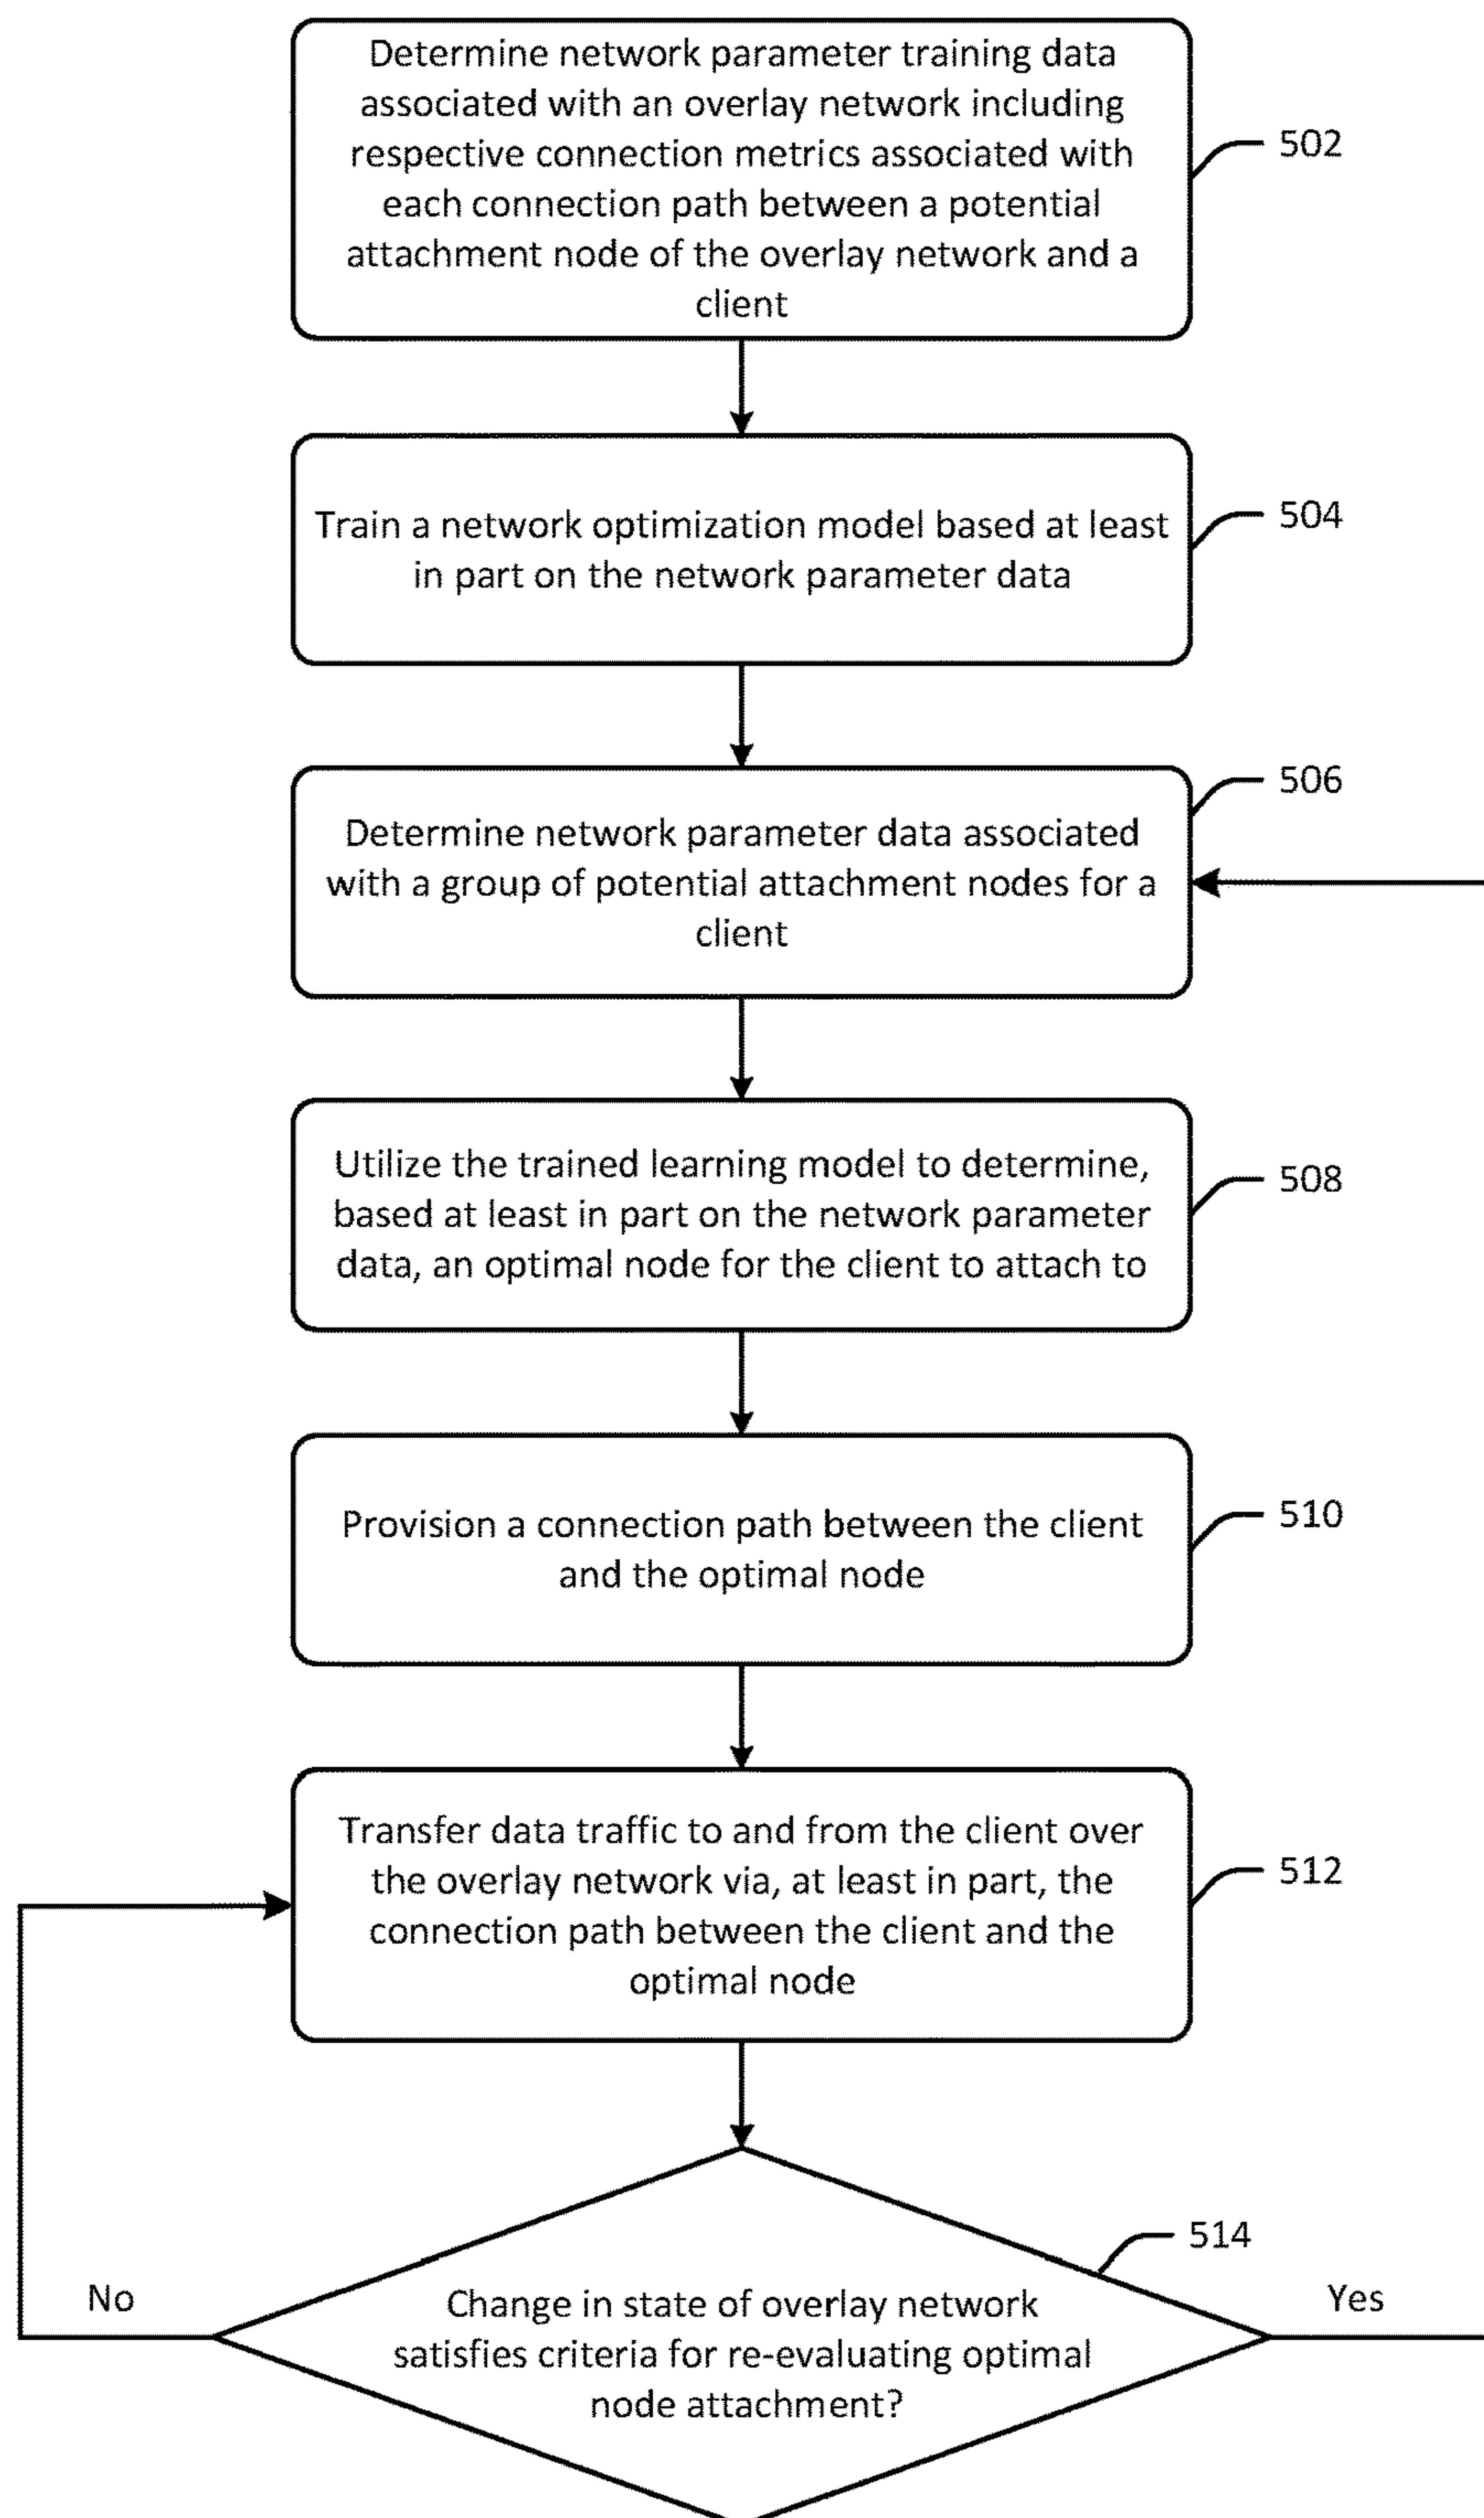 Determine network parameter training data
associated with an overlay network including
respective connection metrics associated with
each connection path between a potential
attachment node of the overlay network and a
client
502
Train a network optimization model based at least
in part on the network parameter data
504
506
Determine network parameter data associated
with a group of potential attachment nodes for a
client
Utilize the trained learning model to determine,
based at least in part on the network parameter
data, an optimal node for the client to attach to
508
Provision a connection path between the client
and the optimal node
510
Transfer data traffic to and from the client over
the overlay network via, at least in part, the
connection path between the client and the
optimal node
512
514
No
Change in state of overlay network
satisfies criteria for re-evaluating optimal
node attachment?
Yes